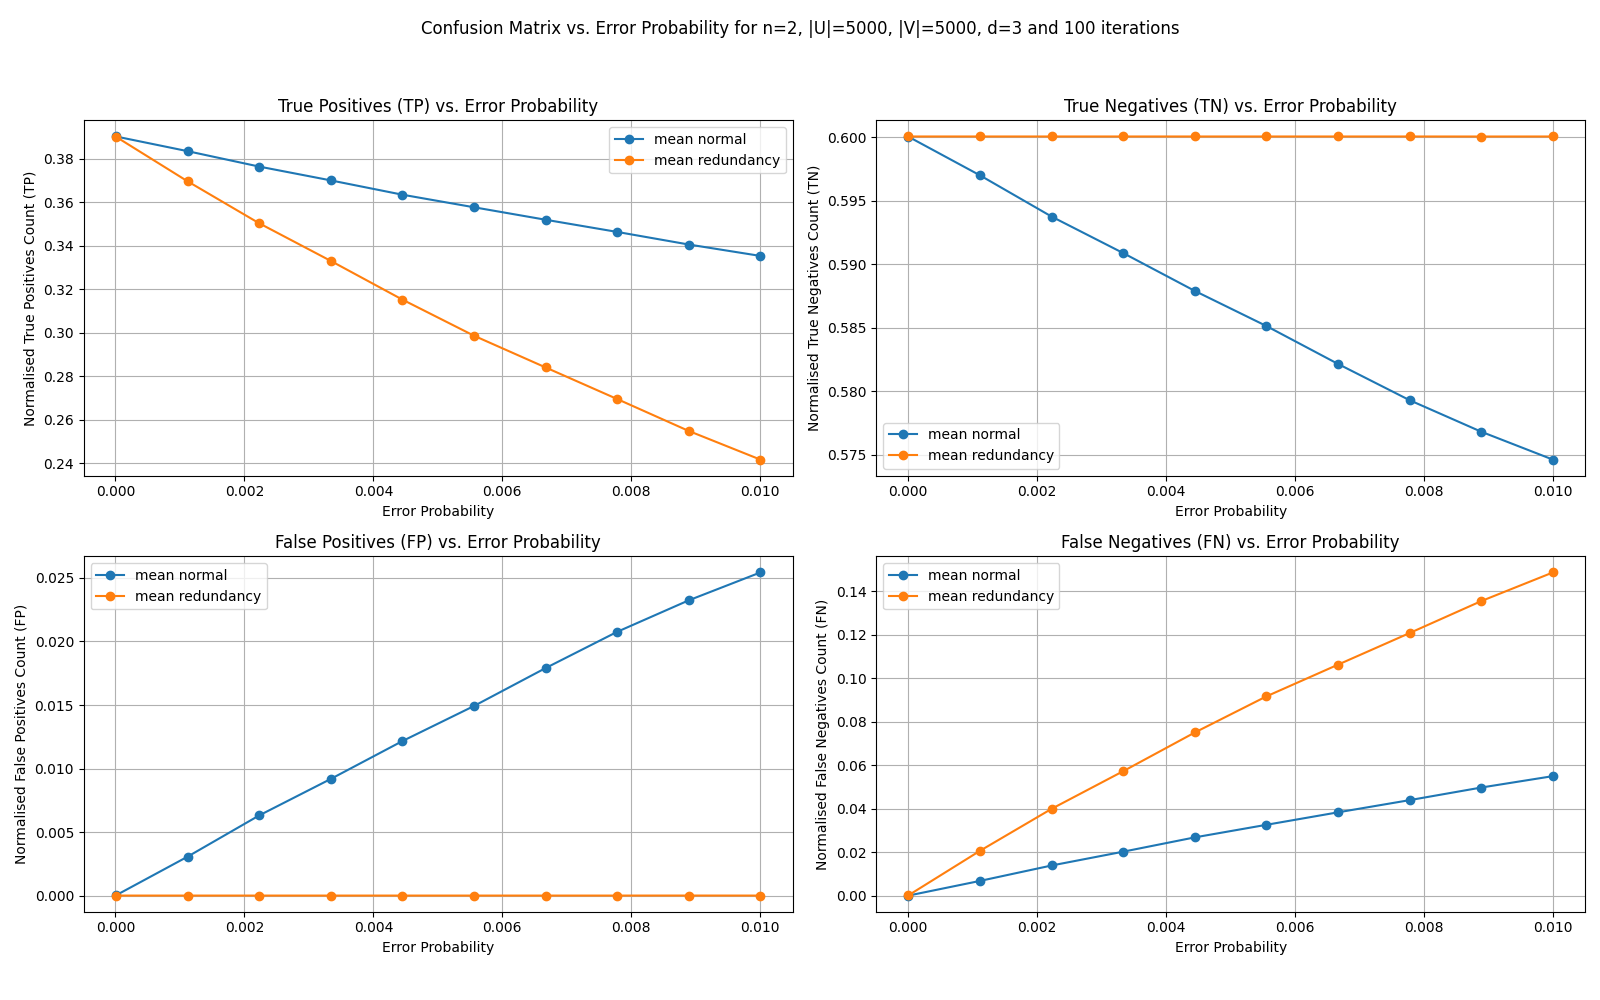 Confusion Matrix vs. Error Probability for n=2, |U|=5000, |V|=5000, d=3 and 100 iterations
True Positives (TP) vs. Error Probability
Normalised True Positives Count (TP)
0.38
0.36
0.34
0.32
0.30
0.28
0.26
0.24
mean normal
mean redundancy
0.000 0.002 0.004 0.006 0.008 0.010
Error Probability
True Negatives (TN) vs. Error Probability
Normalised True Negatives Count (TN)
0.600
0.595
0.590
0.585
0.580
0.575
mean normal
mean redundancy
0.000 0.002 0.004 0.006 0.008 0.010
Error Probability
False Positives (FP) vs. Error Probability
Normalised False Positives Count (FP)
0.025
0.020
0.015
0.010
0.005
0.000
mean normal
mean redundancy
0.000 0.002 0.004 0.006 0.008 0.010
Error Probability
False Negatives (FN) vs. Error Probability
Normalised False Negatives Count (FN)
0.14
0.12
0.10
0.08
0.06
0.04
0.02
0.00
mean normal
mean redundancy
0.000 0.002 0.004 0.006 0.008 0.010
Error Probability